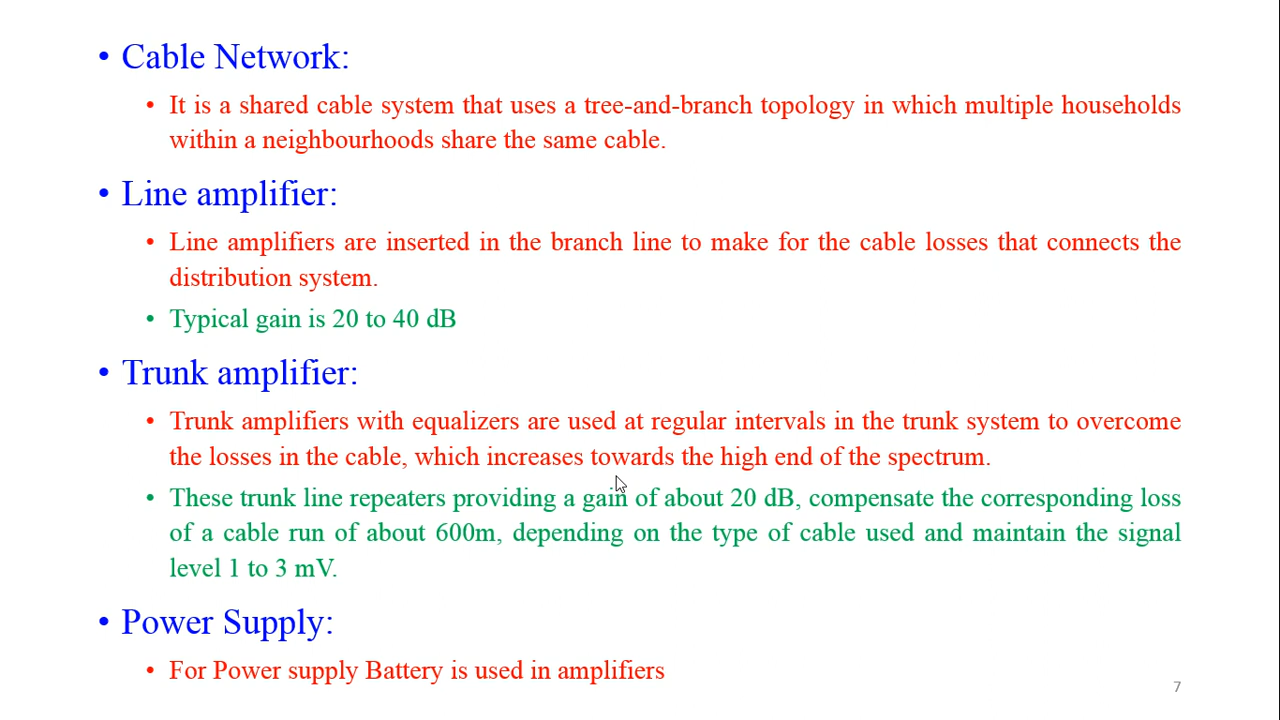 • Cable Network:
• It is a shared cable system that uses a tree-and-branch topology in which multiple households
within a neighbourhoods share the same cable.
• Line amplifier:
• Line amplifiers are inserted in the branch line to make for the cable losses that connects the
distribution system.
• Typical gain is 20 to 40 dB
• Trunk amplifier:
• Trunk amplifiers with equalizers are used at regular intervals in the trunk system to overcome
the losses in the cable, which increases towards the high end of the spectrum.
• These trunk line repeaters providing a gain of about 20 dB, compensate the corresponding loss
of a cable run of about 600m, depending on the type of cable used and maintain the signal
level 1 to 3 mV.
• Power Supply:
• For Power supply Battery is used in amplifiers
7